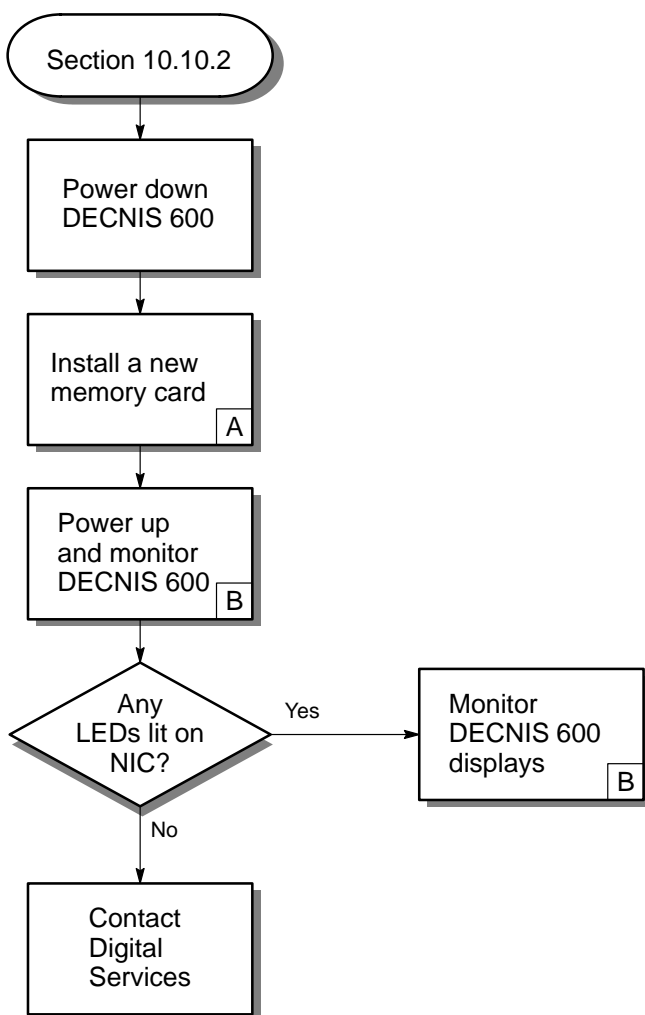 Section 10.10.2
Power down
DECNIS 600
Install a new
memory card
A
Power up
and monitor
DECNIS 600
B
Any
LEDs lit on
NIC?
Yes
Monitor
DECNIS 600
displays
B
No
Contact
Digital
Services